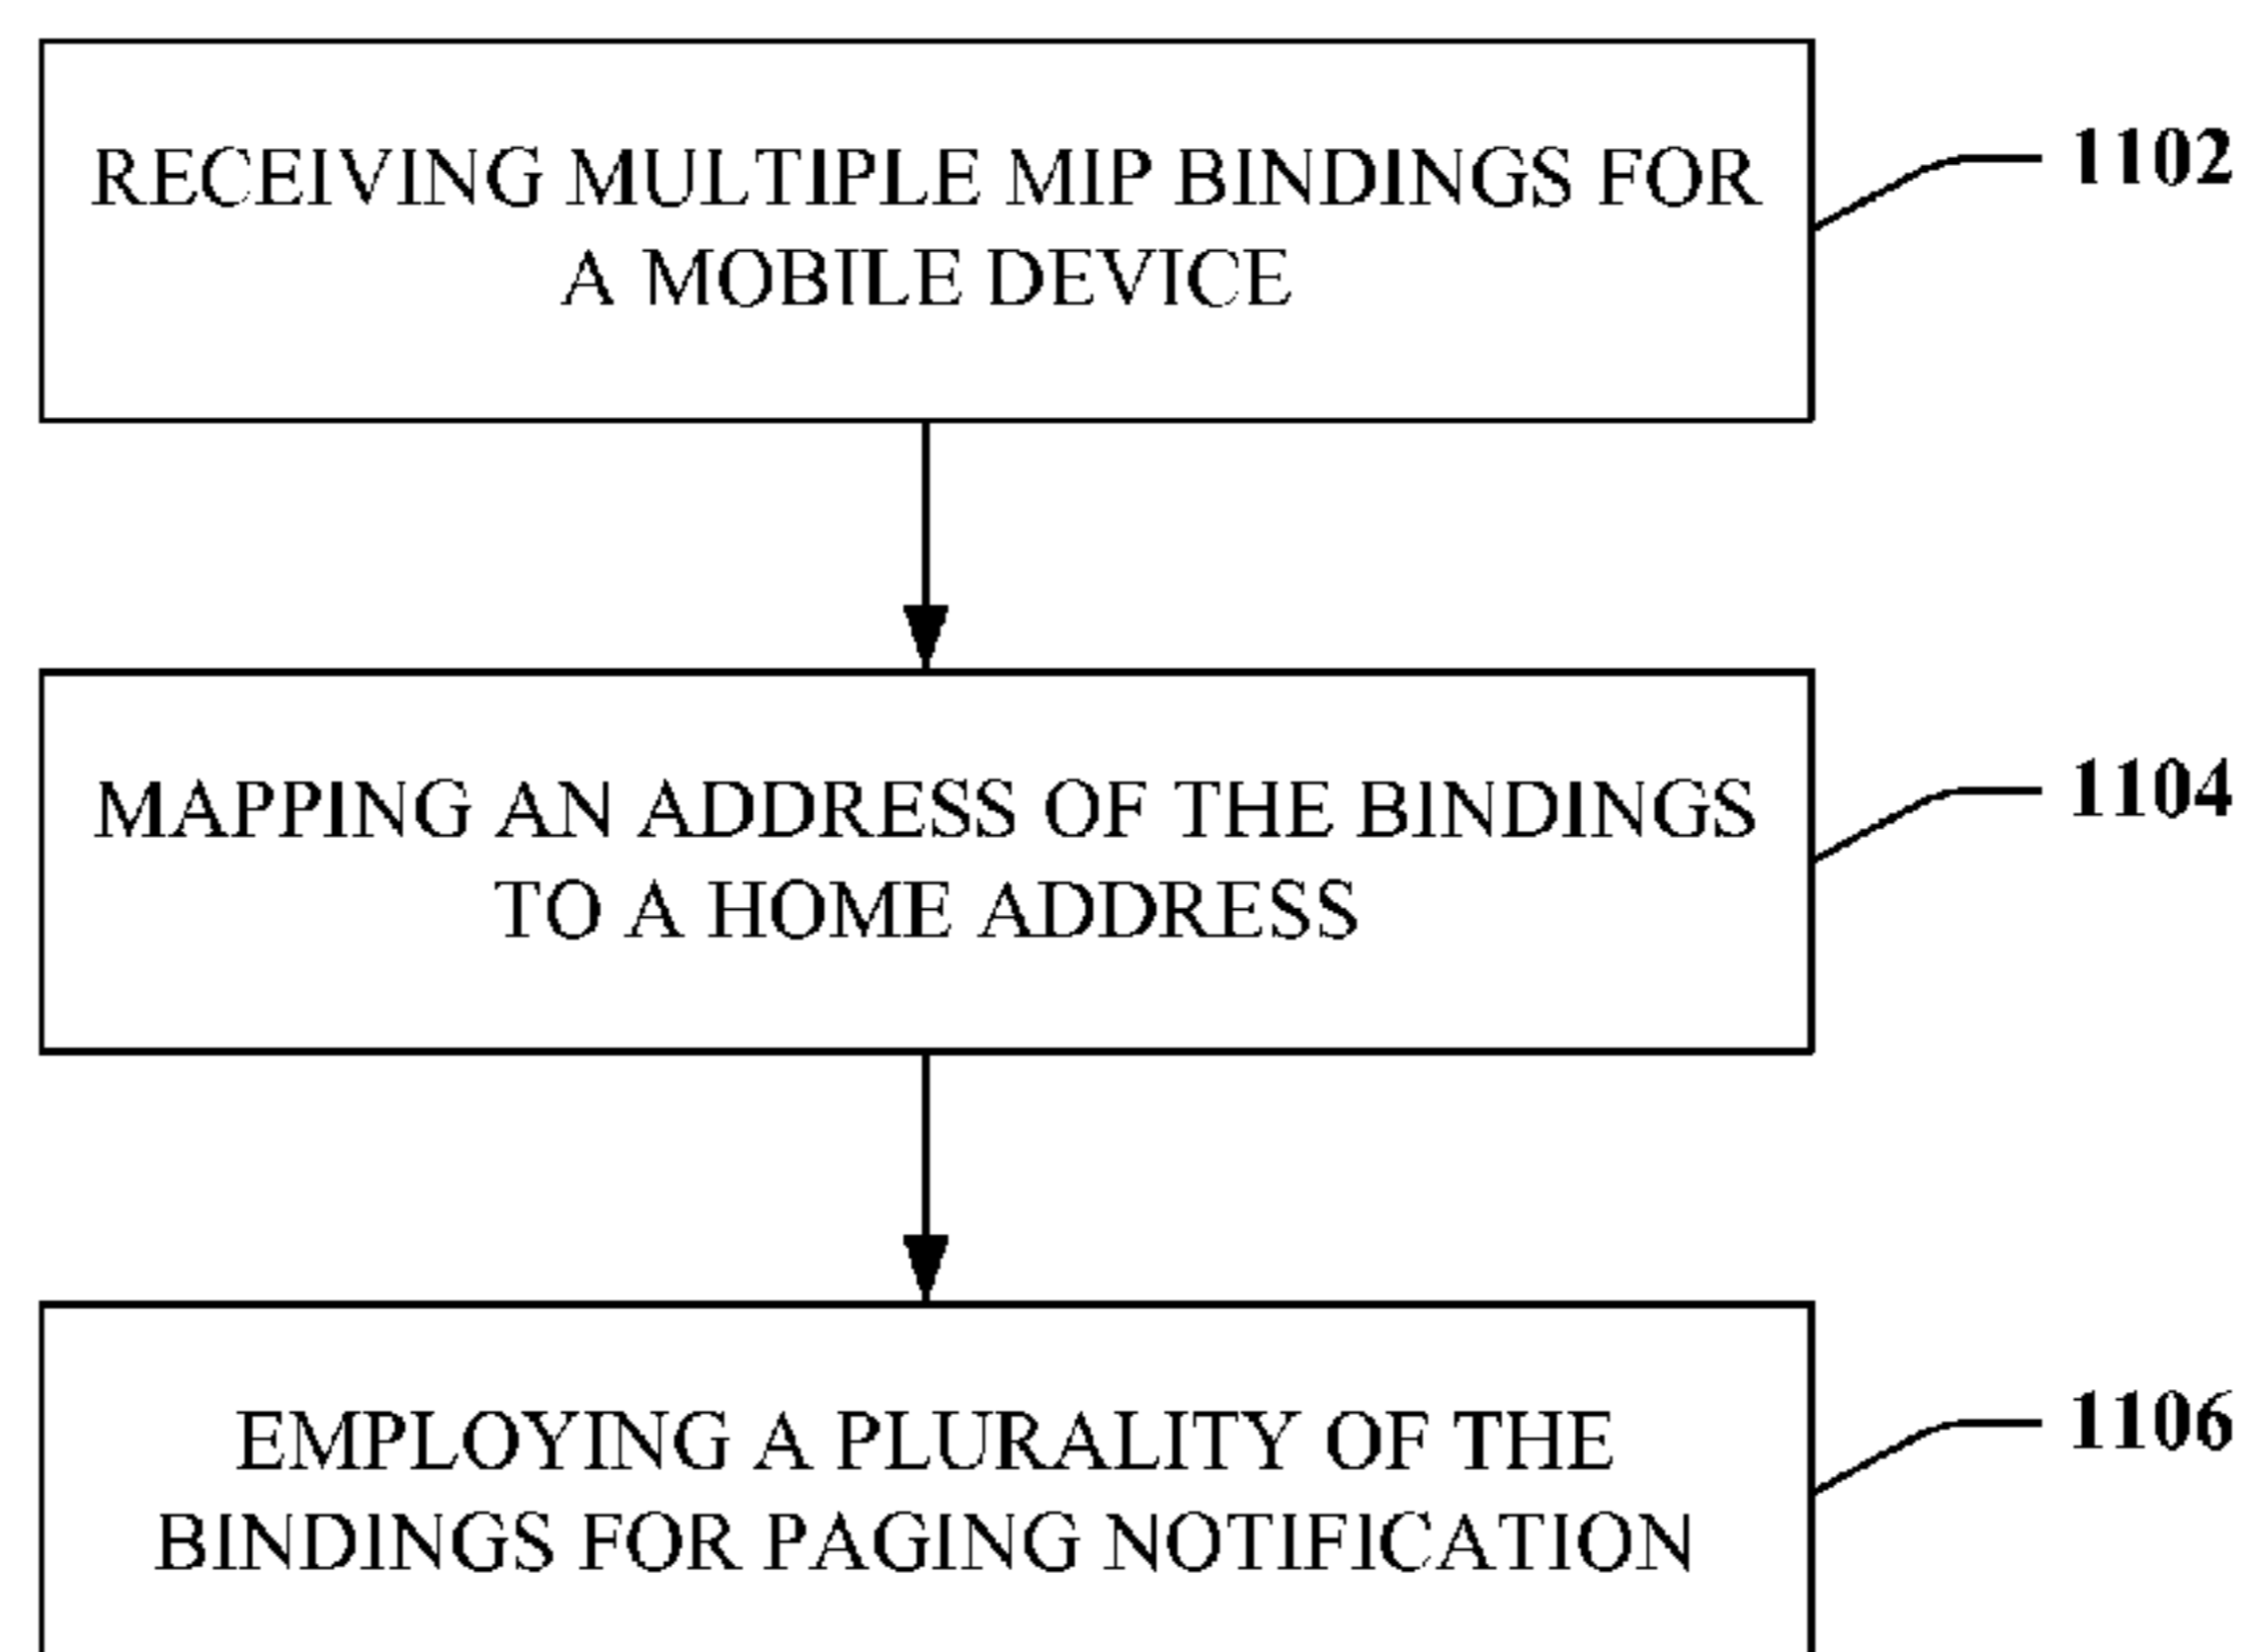 RECEIVING MULTIPLE MIP BINDINGS FOR
A MOBILE DEVICE
1102
MAPPING AN ADDRESS OF THE BINDINGS
TO A HOME ADDRESS
1104
EMPLOYING A PLURALITY OF THE
BINDINGS FOR PAGING NOTIFICATION
1106